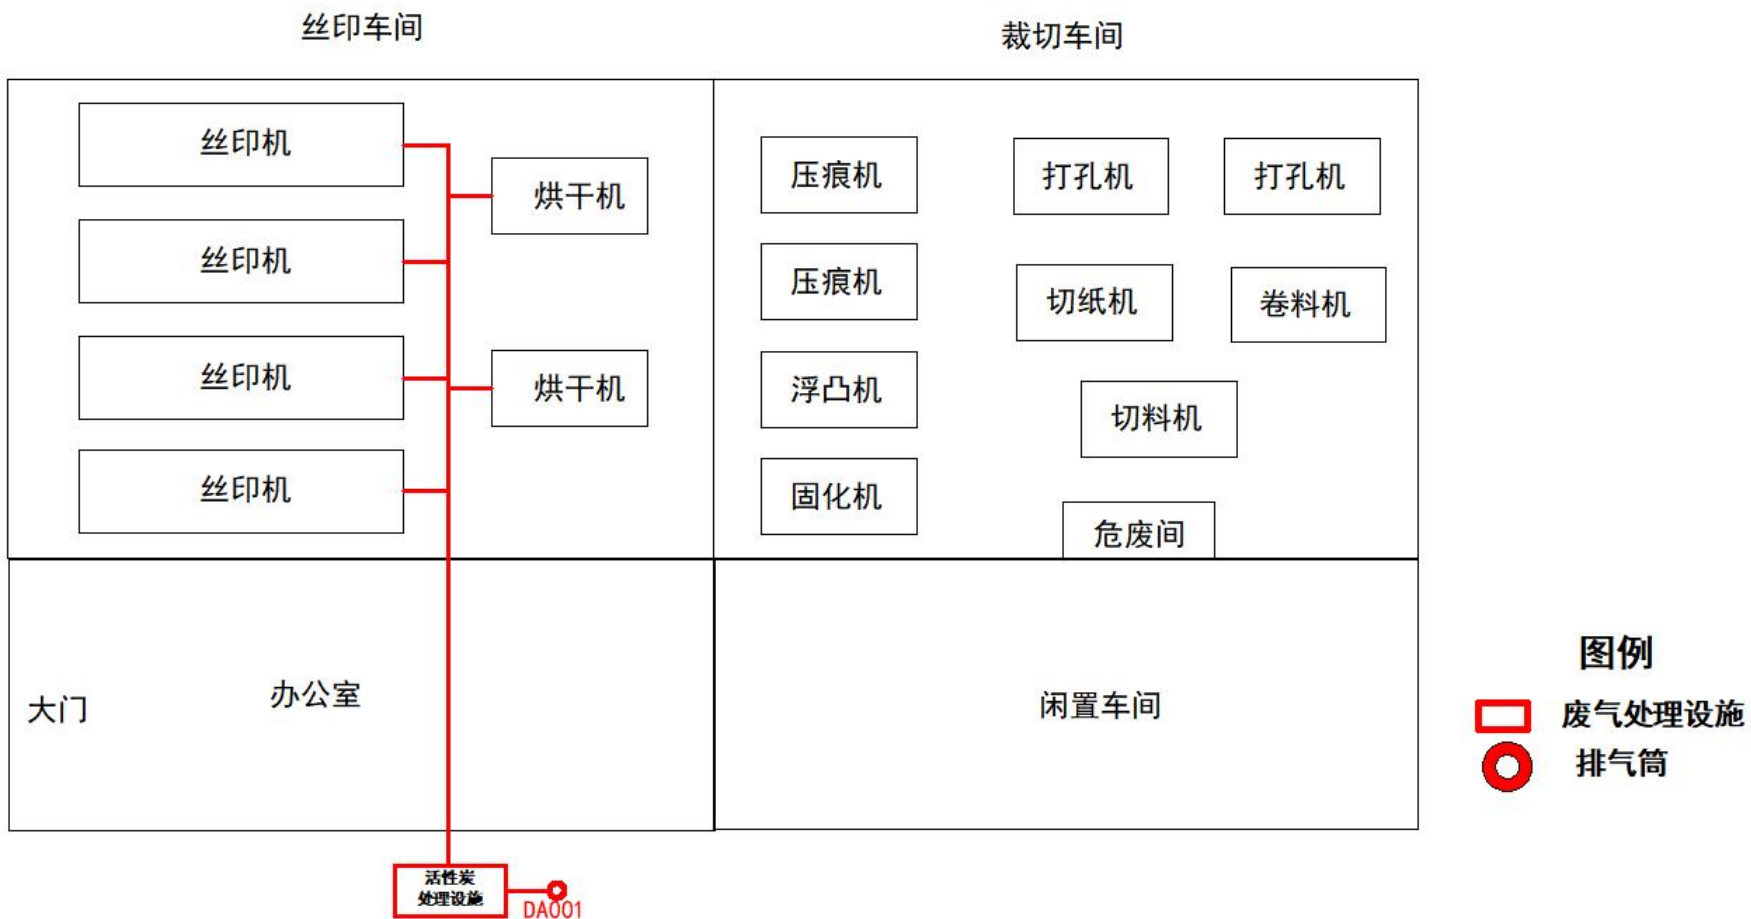 丝印车间
裁切车间
丝印机
烘干机
丝印机
丝印机
烘干机
丝印机
压痕机
打孔机
打孔机
压痕机
切纸机
卷料机
浮凸机
切料机
固化机
危废间
大门
办公室
闲置车间
图例
废气处理设施
排气筒
活性炭
处理设施
DA001